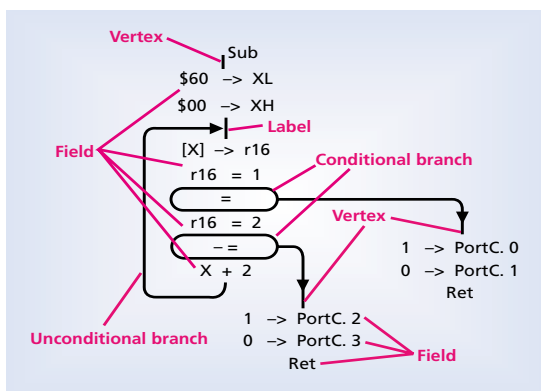 Vertex
Sub
$60 –> XL
$00 –> XH
Label
[X] –> r16
Field
Conditional branch
r16 = 1
=
Vertex
r16 = 2
1 –> PortC. 0
– =
0 –> PortC. 1
X + 2
Ret
1 –> PortC. 2
Unconditional branch
0 –> PortC. 3
Field
Ret